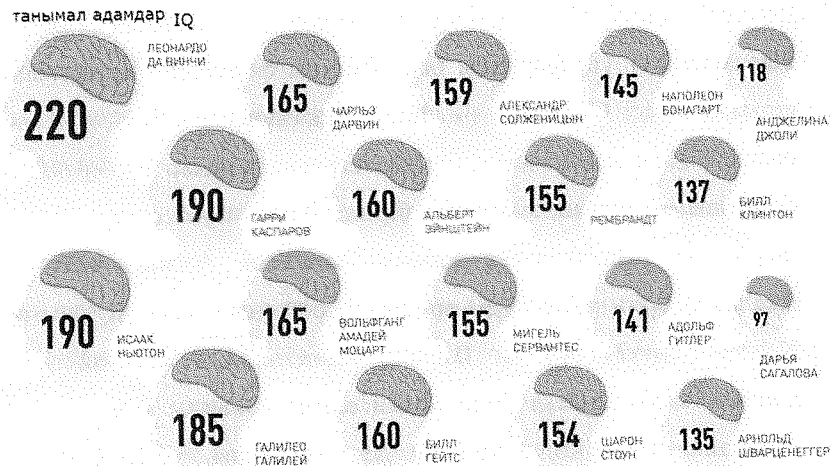 танымал адамдар IQ
220
ЛЕОНАРДО
ДА ВИНЧИ
165
ЧАРЛЬЗ
ДАРВИН
159
АЛЕКСАНДР
СОЛЖЕНИЦЫН
145
НАПОЛЕОН
БОНАПАРТ
118
АНДЖЕЛИНА
ДЖОЛИ
190
ГАРРИ
КАСПАРОВ
160
АЛЬБЕРТ
ЭЙНШТЕЙН
155
РЕМБРАНДТ
137
БИЛЛ
КЛИНТОН
190
ИСААК
НЬЮТОН
165
ВОЛЬФГАНГ
АМАДЕЙ
МОЦАРТ
155
МИГЕЛЬ
СЕРВАНТЕС
141
АДОЛЬФ
ГИТЛЕР
97
ДАРЬЯ
САГАЛОВА
185
ГАЛИЛЕО
ГАЛИЛЕЙ
160
БИЛЛ
ГЕЙТС
154
ШАРОН
СТОУН
135
АРНОЛЬД
ШВАРЦЕНЕГГЕР